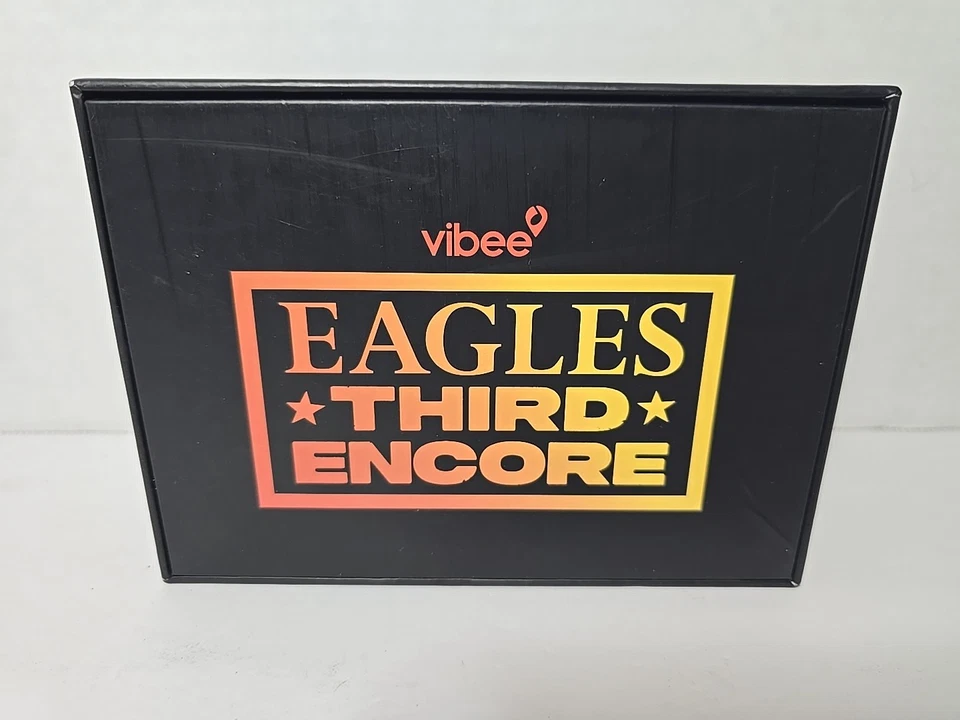 vibee
EAGLES
★ THIRD ★
ENCORE